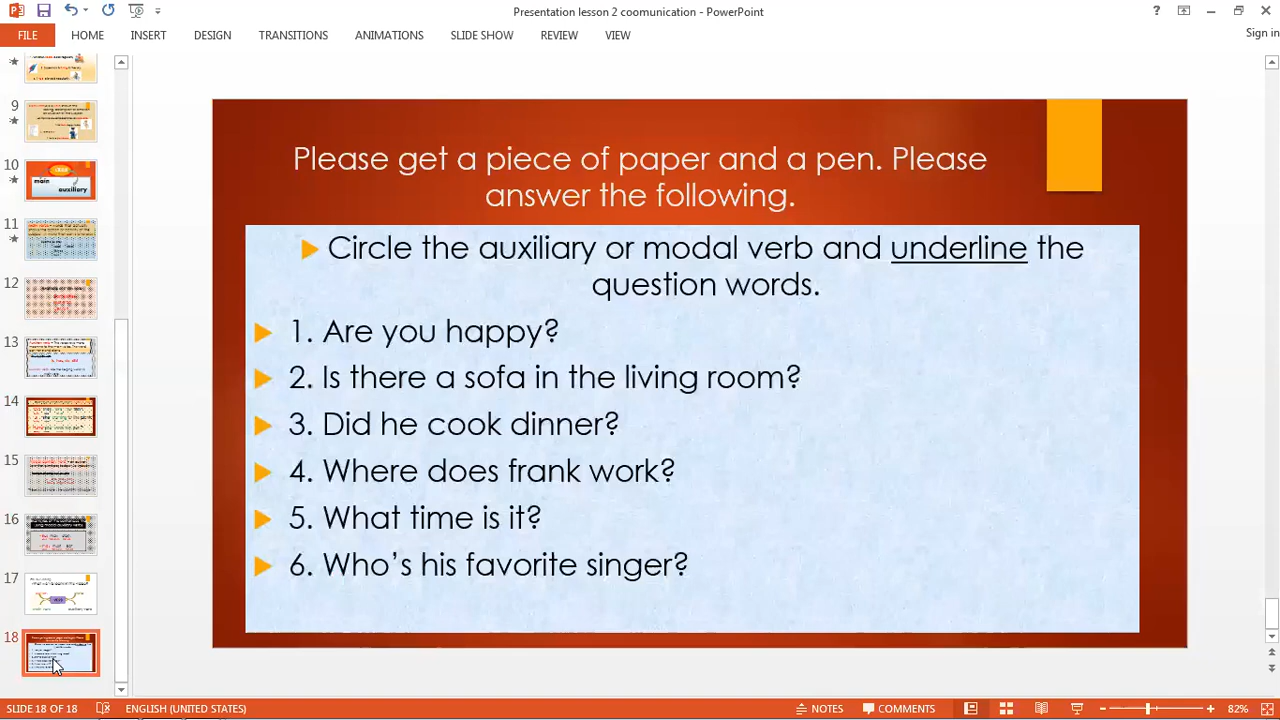 Presentation lesson 2 coomunication - PowerPoint
?
FILE HOME INSERT DESIGN TRANSITIONS ANIMATIONS SLIDE SHOW REVIEW VIEW
Sign in
9
10
main
auxiliary
11
12
13
14
15
16
17
18
Please get a piece of paper and a pen. Please
answer the following.
Circle the auxiliary or modal verb and underline the
question words.
1. Are you happy?
2. Is there a sofa in the living room?
3. Did he cook dinner?
4. Where does frank work?
5. What time is it?
6. Who's his favorite singer?
SLIDE 18 OF 18 ENGLISH (UNITED STATES) NOTES COMMENTS 82%